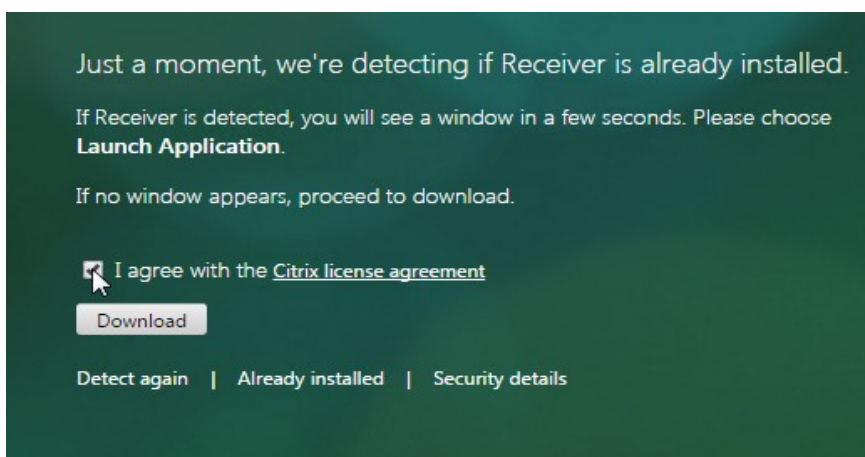 Just a moment, we're detecting if Receiver is already installed.
If Receiver is detected, you will see a window in a few seconds. Please choose
Launch Application.
If no window appears, proceed to download.
I agree with the Citrix license agreement
Download
Detect again | Already installed | Security details